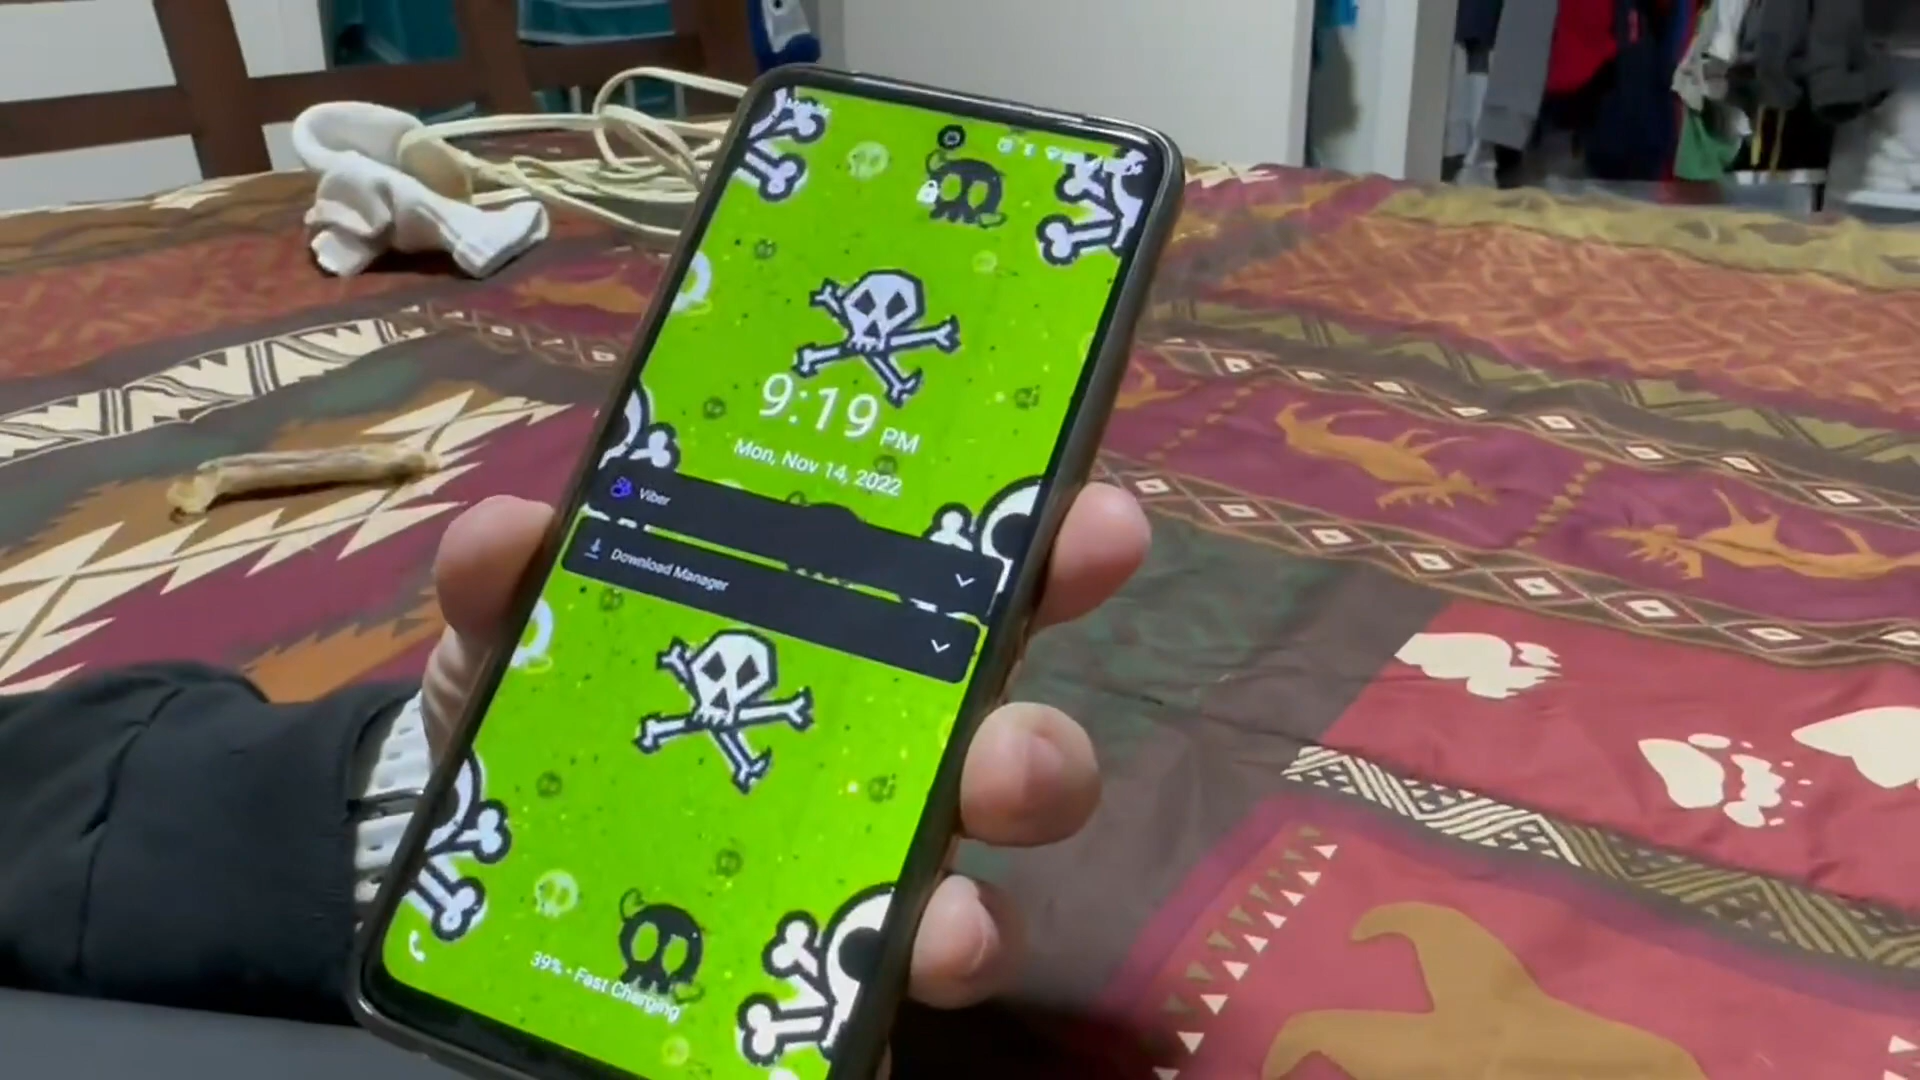 9:19 PM
Mon, Nov 14, 2022
Viber
Download Manager
39% · Fast Charging